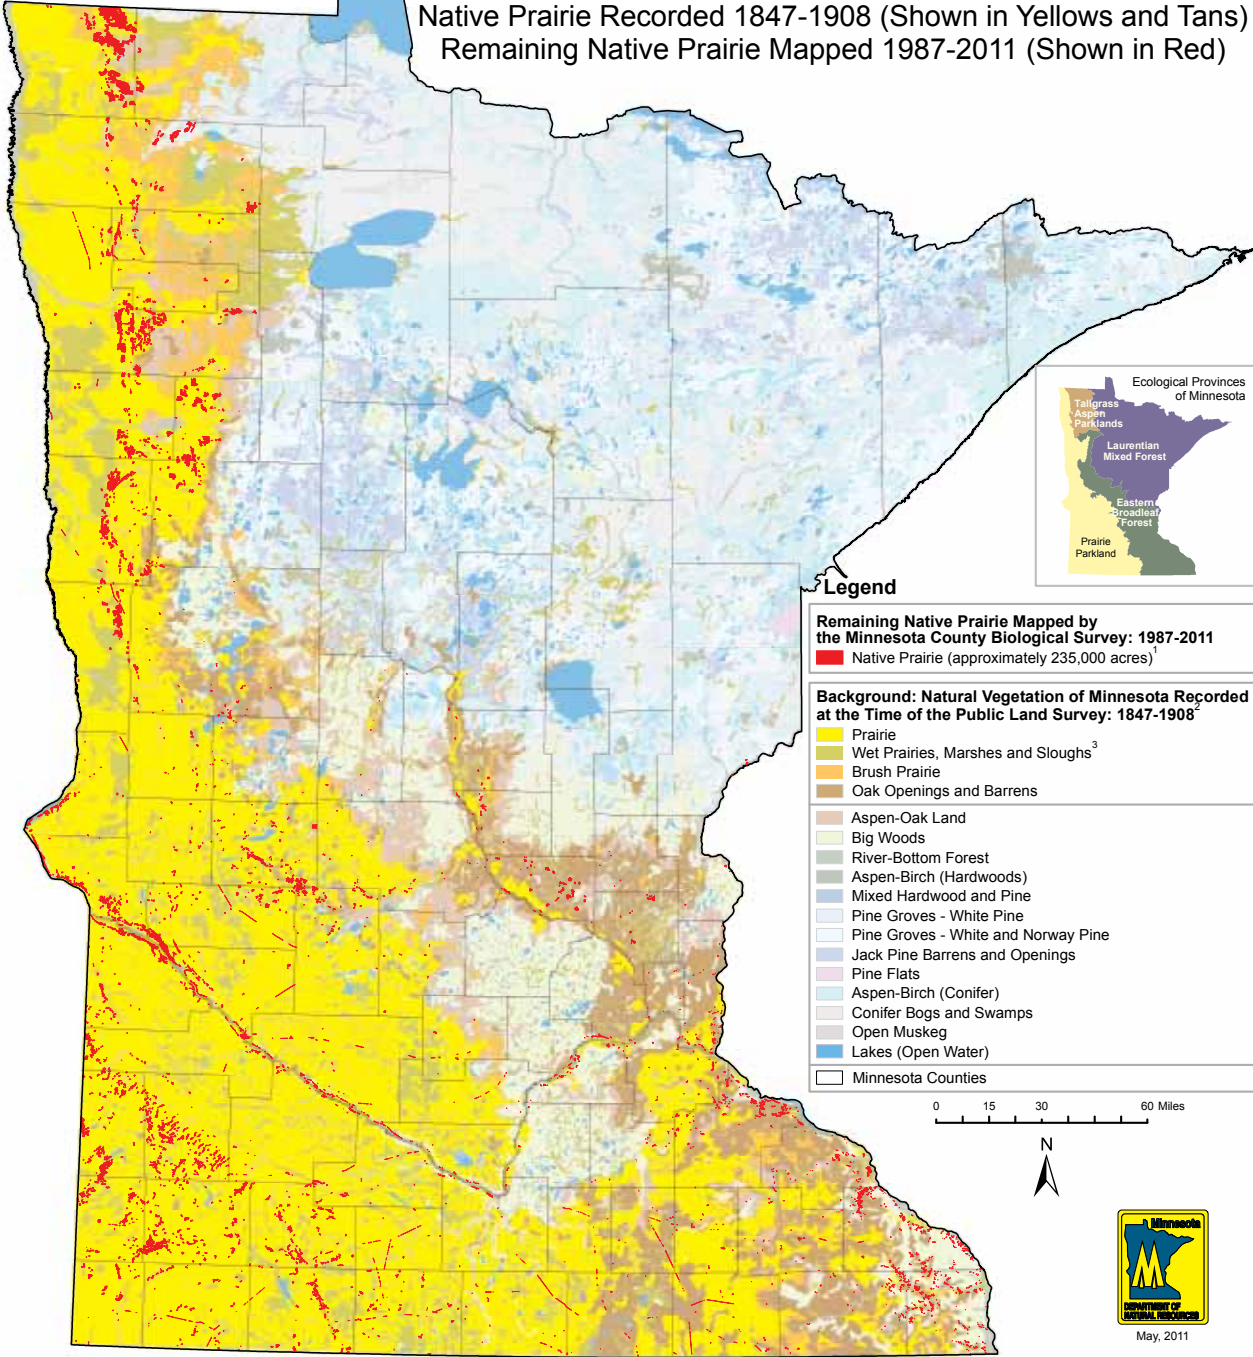 Native Prairie Recorded 1847-1908 (Shown in Yellows and Tans)
Remaining Native Prairie Mapped 1987-2011 (Shown in Red)
Ecological Provinces
of Minnesota
Tallgrass
Aspen
Parklands
Laurentian
Mixed Forest
Eastern
Broadleaf
Forest
Prairie
Parkland
Legend
Remaining Native Prairie Mapped by
the Minnesota County Biological Survey: 1987-2011
Native Prairie (approximately 235,000 acres)1
Background: Natural Vegetation of Minnesota Recorded
at the Time of the Public Land Survey: 1847-19082
Prairie
Wet Prairies, Marshes and Sloughs3
Brush Prairie
Oak Openings and Barrens
Aspen-Oak Land
Big Woods
River-Bottom Forest
Aspen-Birch (Hardwoods)
Mixed Hardwood and Pine
Pine Groves - White Pine
Pine Groves - White and Norway Pine
Jack Pine Barrens and Openings
Pine Flats
Aspen-Birch (Conifer)
Conifer Bogs and Swamps
Open Muskeg
Lakes (Open Water)
Minnesota Counties
0 15 30 60 Miles
N
Minnesota
M
DEPARTMENT OF
NATURAL RESOURCES
May, 2011